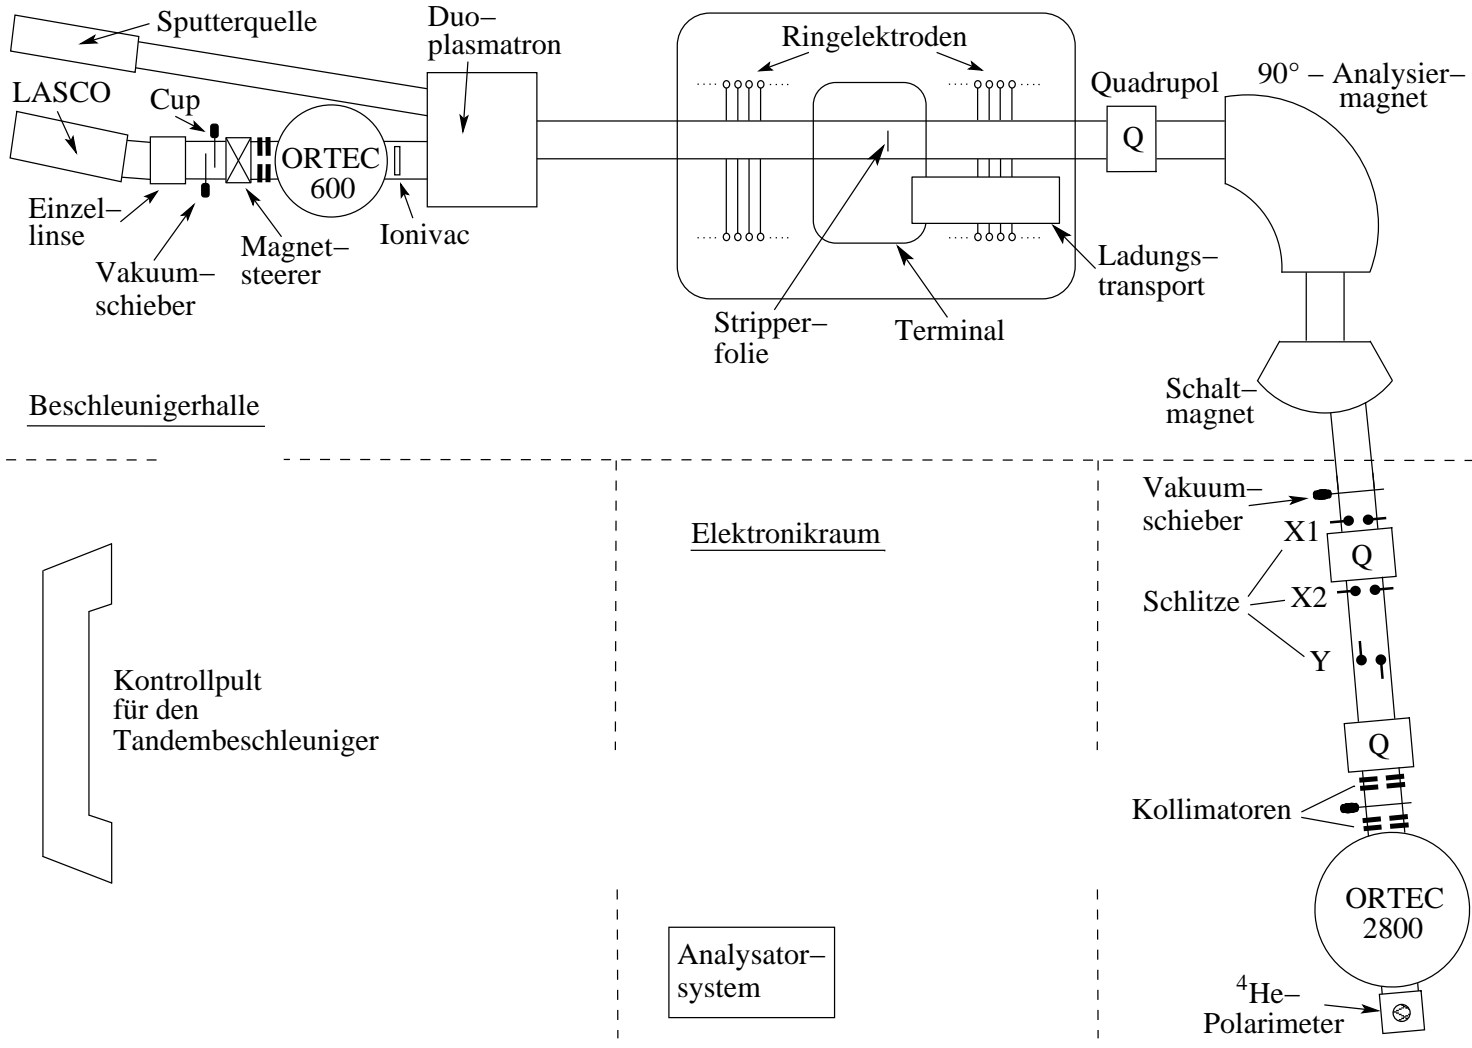 Sputterquelle
Duo–
plasmatron
Ringelektroden
Quadrupol
90° – Analysier–
magnet
LASCO
Cup
ORTEC
600
Q
Einzel–
linse
Vakuum–
schieber
Magnet–
steerer
Ionivac
Stripper–
folie
Terminal
Ladungs–
transport
Schalt–
magnet
Beschleunigerhalle
Vakuum–
schieber
X1
Q
Schlitze
X2
Y
Elektronikraum
Kontrollpult
für den
Tandembeschleuniger
Q
Kollimatoren
ORTEC
2800
Analysator–
system
⁴He–
Polarimeter